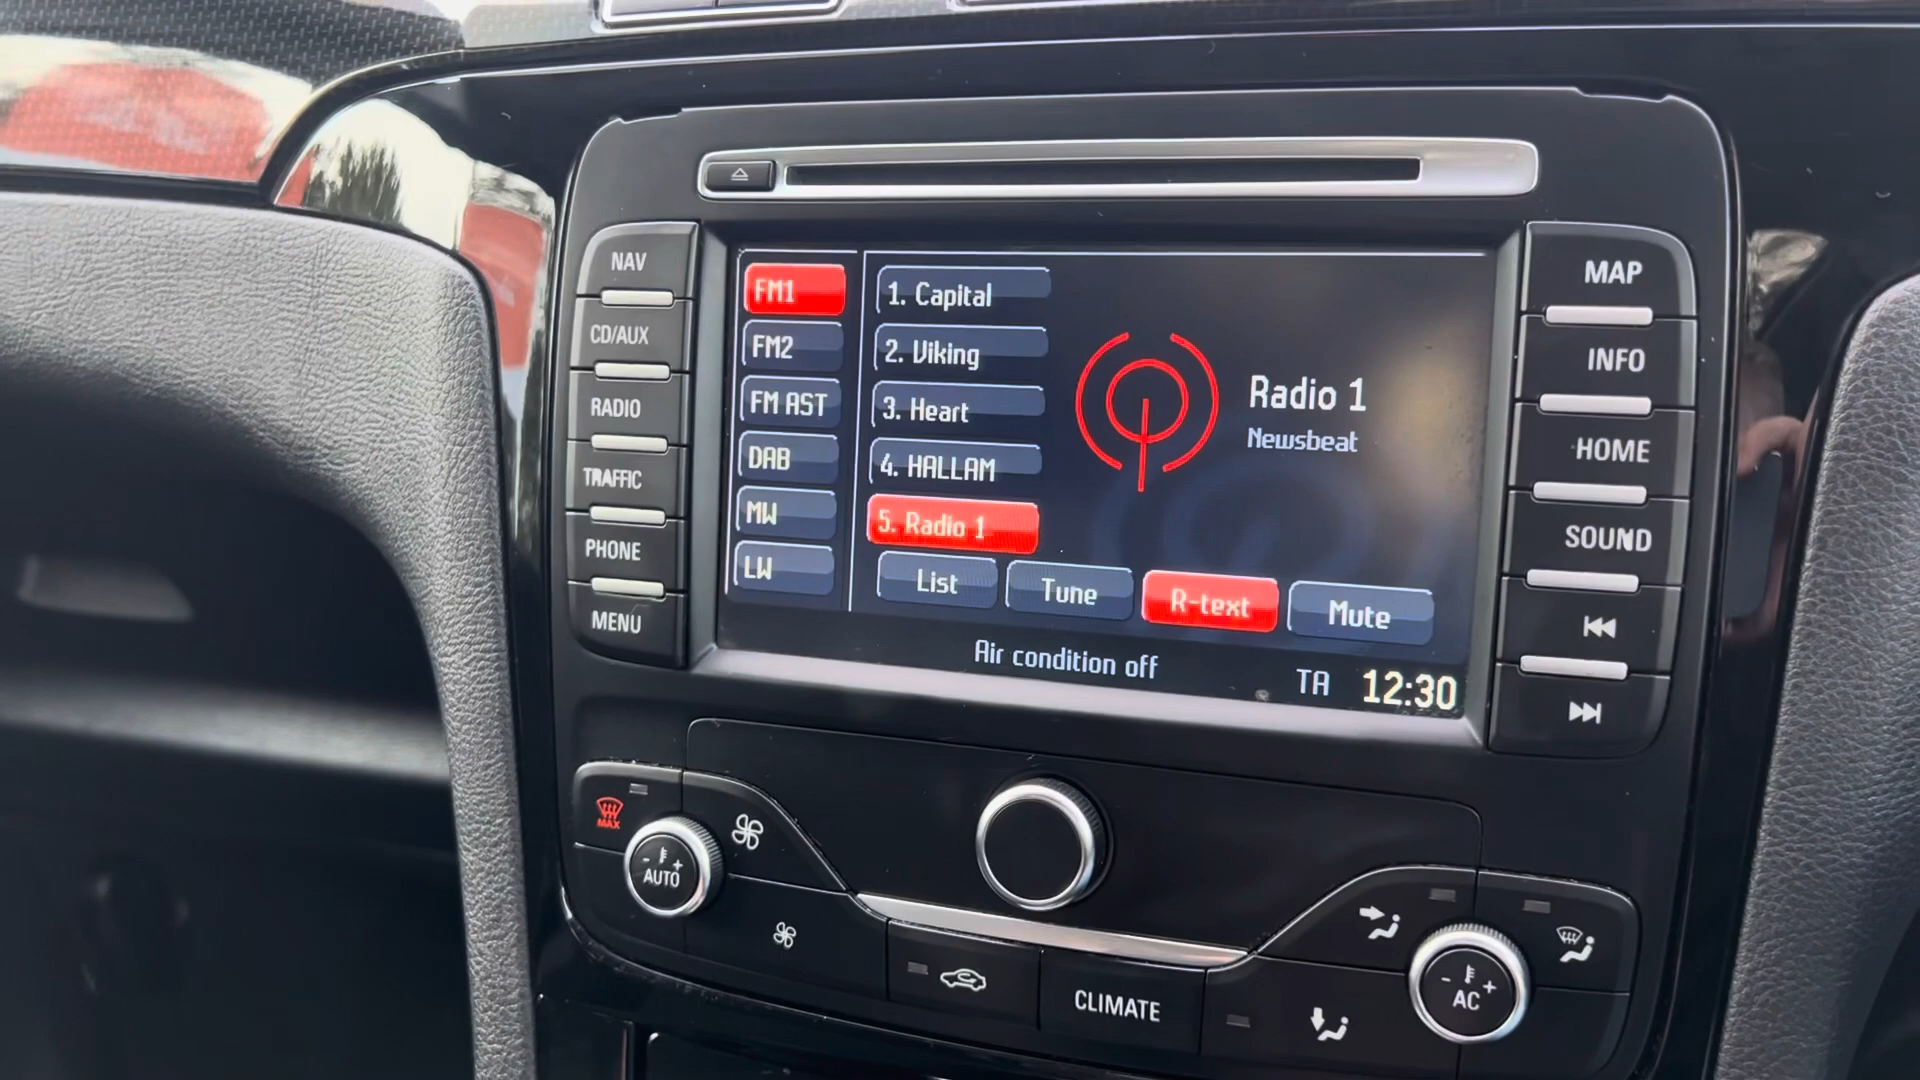 NAV
CD/AUX
RADIO
TRAFFIC
PHONE
MENU
FM1
FM2
FM AST
DAB
MW
LW
1. Capital
2. Viking
3. Heart
4. HALLAM
5. Radio 1
Radio 1
Newsbeat
List
Tune
R-text
Mute
Air condition off
TA
12:30
MAP
INFO
HOME
SOUND
MAX
- +
AUTO
CLIMATE
- +
AC